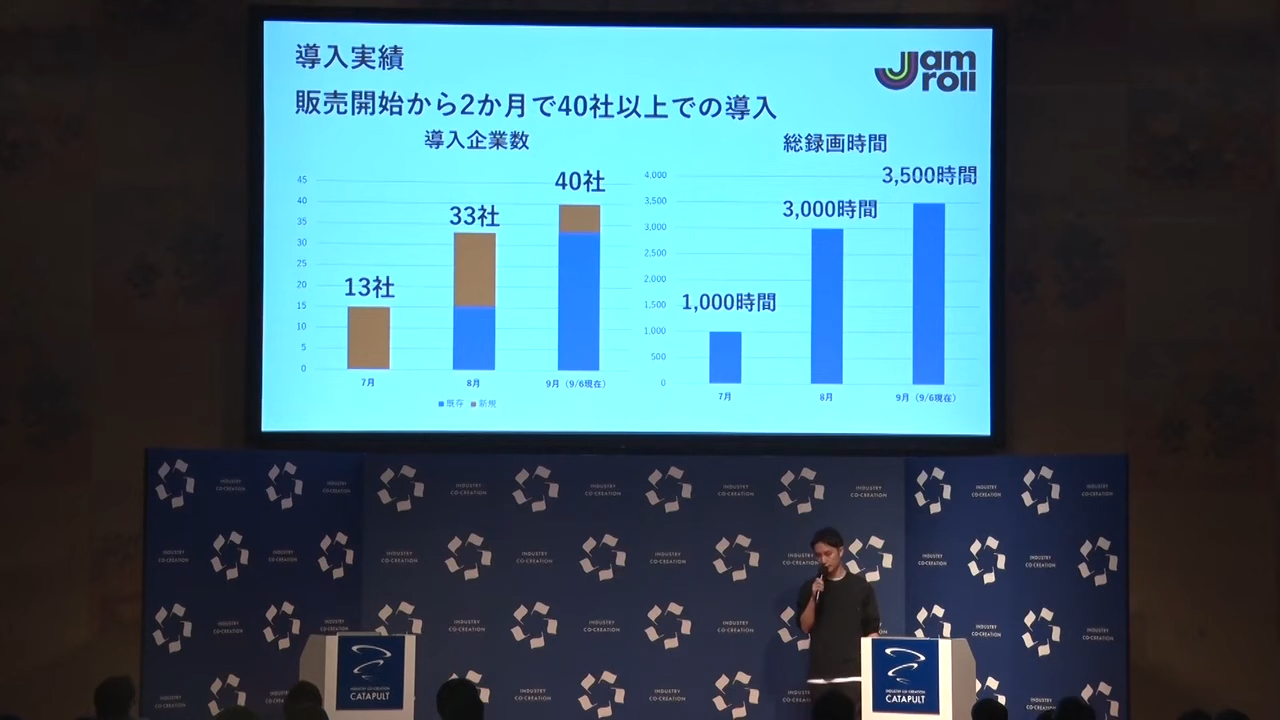 導入実績
Jam
roll
販売開始から2か月で40社以上での導入
導入企業数
45
40
35
30
25
20
15
10
5
0
13社
33社
40社
7月
8月
9月（9/6現在）
既存 新規
総録画時間
4,000
3,500
3,000
2,500
2,000
1,500
1,000
500
0
1,000時間
3,000時間
3,500時間
7月
8月
9月（9/6現在）
INDUSTRY
CO-CREATION
INDUSTRY CO-CREATION
CATAPULT
INDUSTRY CO-CREATION
CATAPULT